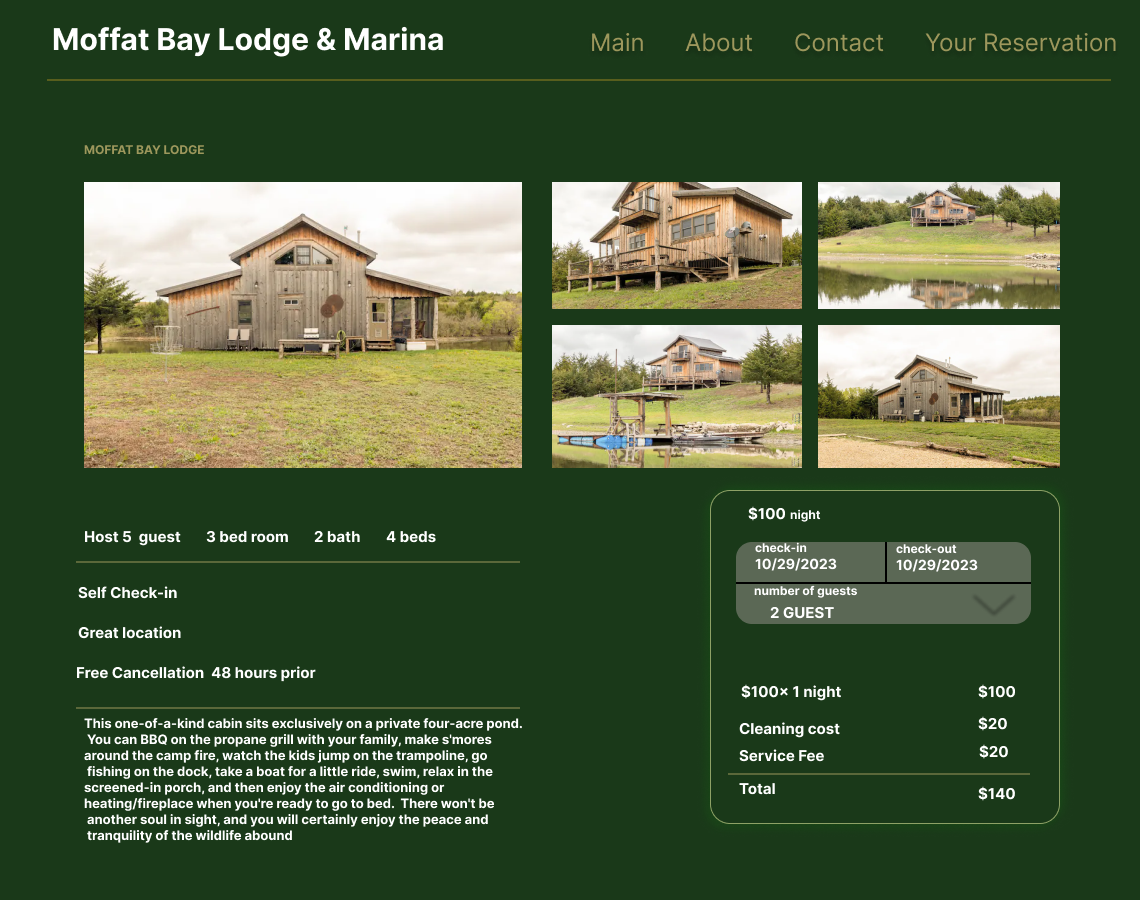 Moffat Bay Lodge & Marina
Main About Contact Your Reservation
MOFFAT BAY LODGE
Host 5 guest 3 bed room 2 bath 4 beds
Self Check-in
Great location
Free Cancellation 48 hours prior
This one-of-a-kind cabin sits exclusively on a private four-acre pond.
You can BBQ on the propane grill with your family, make s'mores
around the camp fire, watch the kids jump on the trampoline, go
fishing on the dock, take a boat for a little ride, swim, relax in the
screened-in porch, and then enjoy the air conditioning or
heating/fireplace when you're ready to go to bed. There won't be
another soul in sight, and you will certainly enjoy the peace and
tranquility of the wildlife abound
$100 night
check-in check-out
10/29/2023 10/29/2023
number of guests
2 GUEST
$100× 1 night $100
Cleaning cost $20
Service Fee $20
Total $140